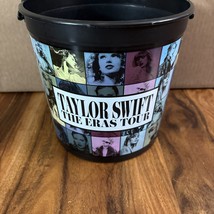 TAYLOR SWIFT
THE ERAS TOUR